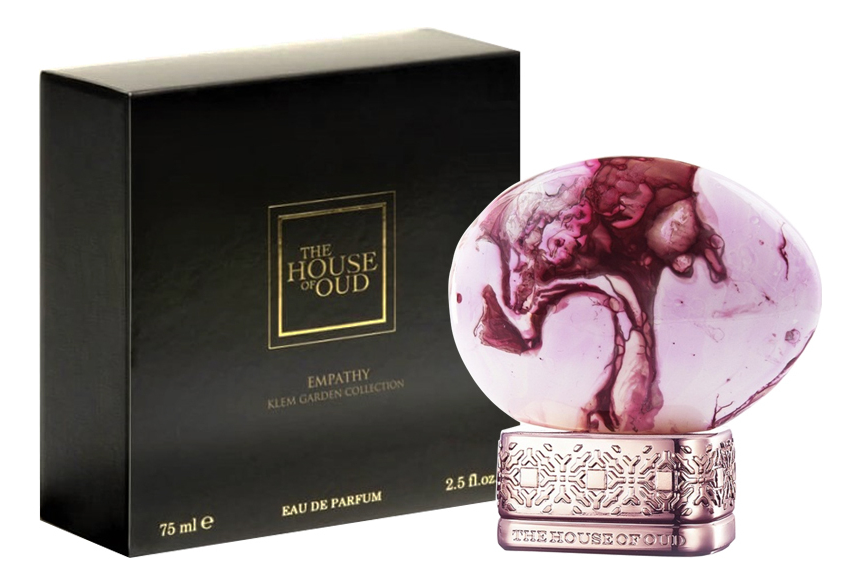 THE
HOUSE
OF OUD
EMPATHY
KLEM GARDEN COLLECTION
75 ml e
EAU DE PARFUM
2.5 fl.oz
THE HOUSE OF OUD